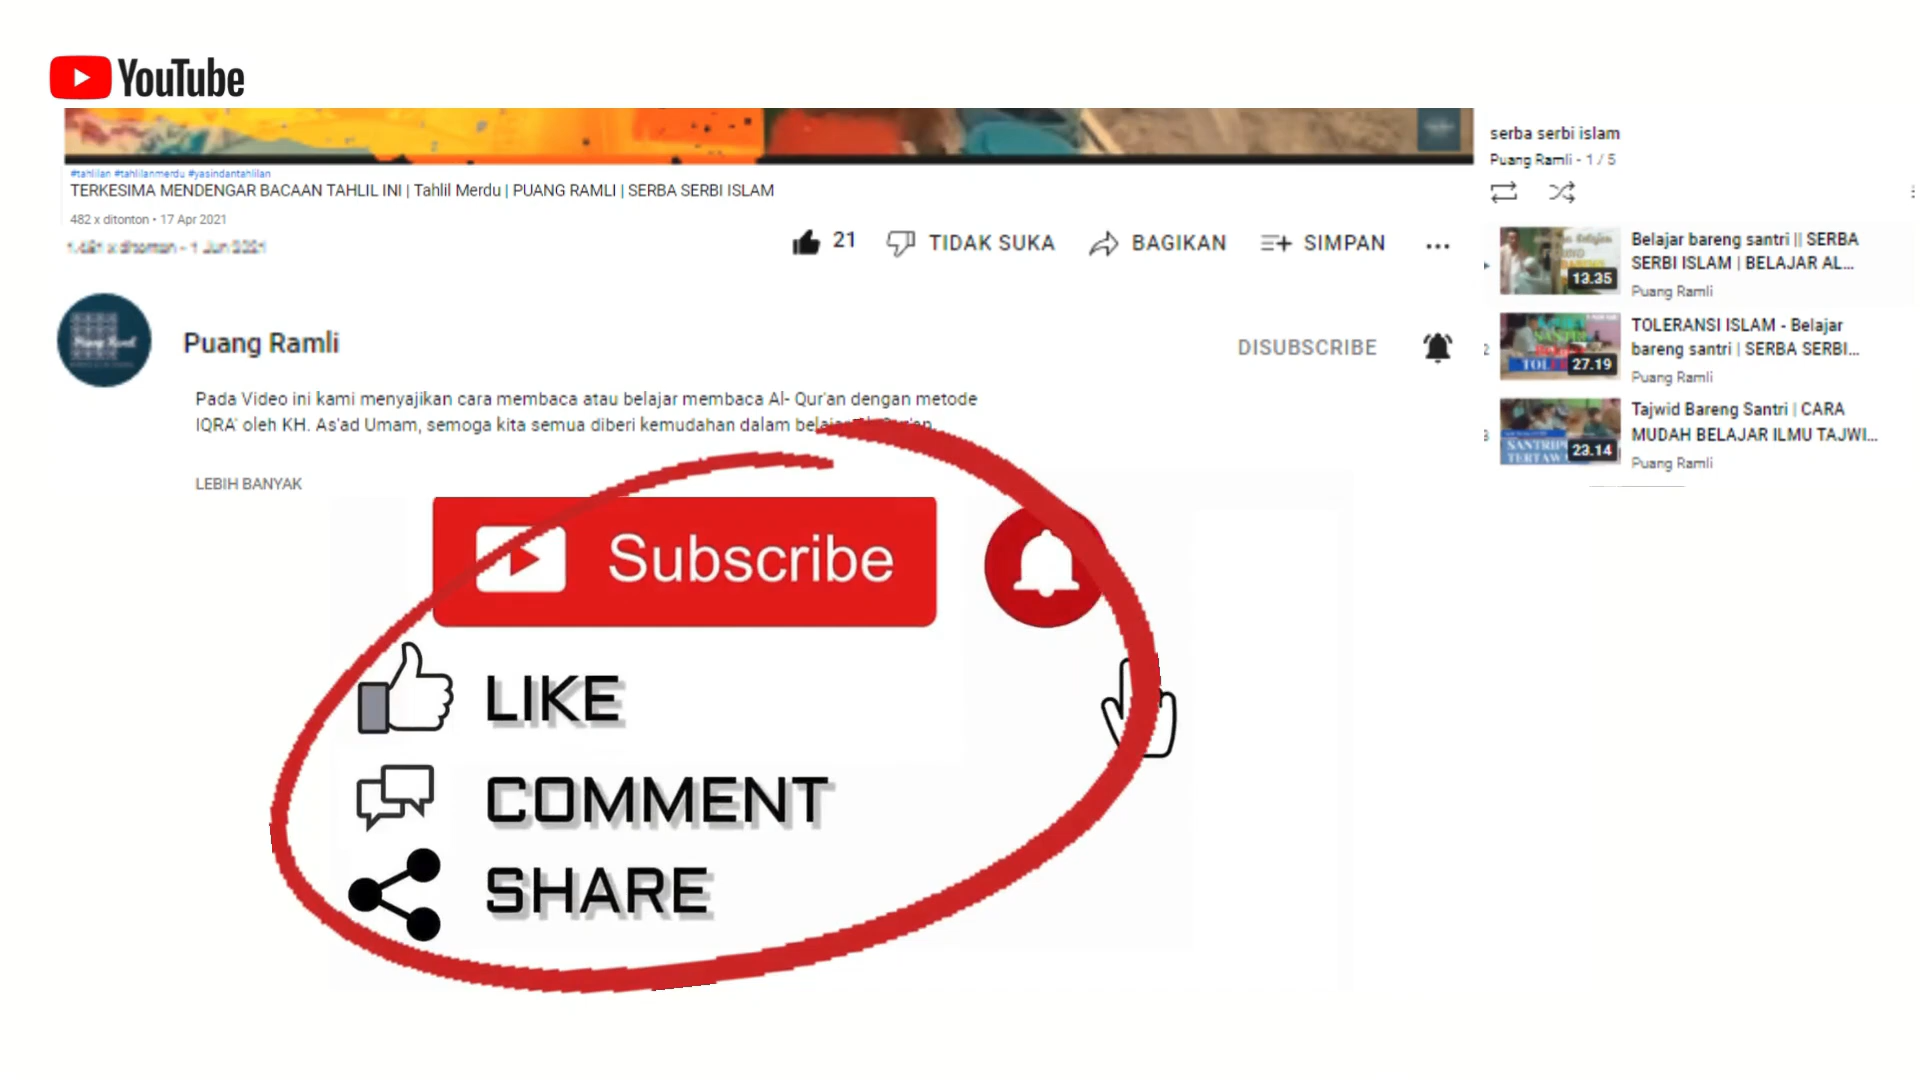 YouTube
#tahlilan #tahlilanmerdu #yasindantahlilan
TERKESIMA MENDENGAR BACAAN TAHLIL INI | Tahlil Merdu | PUANG RAMLI | SERBA SERBI ISLAM
482 x ditonton • 17 Apr 2021
21 TIDAK SUKA BAGIKAN SIMPAN
Puang Ramli
DISUBSCRIBE
Pada Video ini kami menyajikan cara membaca atau belajar membaca Al- Qur'an dengan metode
IQRA' oleh KH. As'ad Umam, semoga kita semua diberi kemudahan dalam
LEBIH BANYAK
Subscribe
LIKE
COMMENT
SHARE
serba serbi islam
Puang Ramli - 1 / 5
13.35
Belajar bareng santri || SERBA
SERBI ISLAM | BELAJAR AL...
Puang Ramli
2
27.19
TOLERANSI ISLAM - Belajar
bareng santri | SERBA SERBI...
Puang Ramli
3
23.14
Tajwid Bareng Santri | CARA
MUDAH BELAJAR ILMU TAJWI...
Puang Ramli